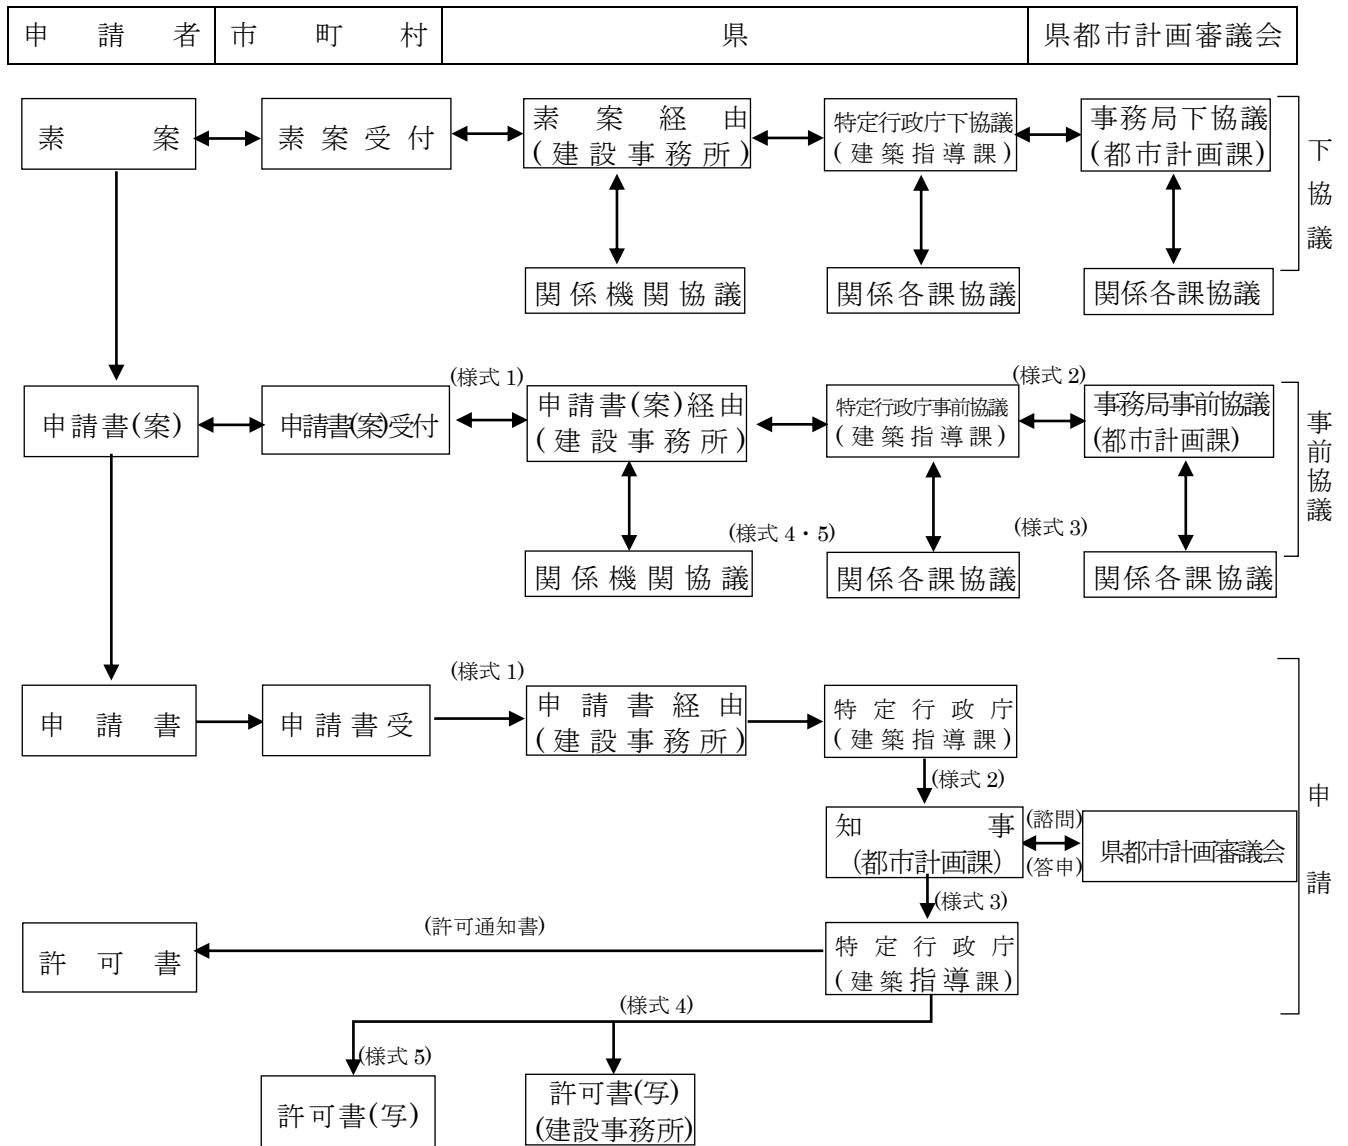 申請者 市町村 県 県都市計画審議会
素案
素案受付
素案経由
(建設事務所)
特定行政庁下協議
(建築指導課)
事務局下協議
(都市計画課)
下協議
関係機関協議
関係各課協議
関係各課協議
(様式 1)
(様式 2)
申請書(案)
申請書(案)受付
申請書(案)経由
(建設事務所)
特定行政庁事前協議
(建築指導課)
事務局事前協議
(都市計画課)
事前協議
(様式 4・5)
(様式 3)
関係機関協議
関係各課協議
関係各課協議
(様式 1)
申請書
申請書受
申請書経由
(建設事務所)
特定行政庁
(建築指導課)
(様式 2)
知事
(都市計画課)
(諮問)
(答申)
県都市計画審議会
申請
(様式 3)
(許可通知書)
許可書
特定行政庁
(建築指導課)
(様式 4)
(様式 5)
許可書(写)
許可書(写)
(建設事務所)